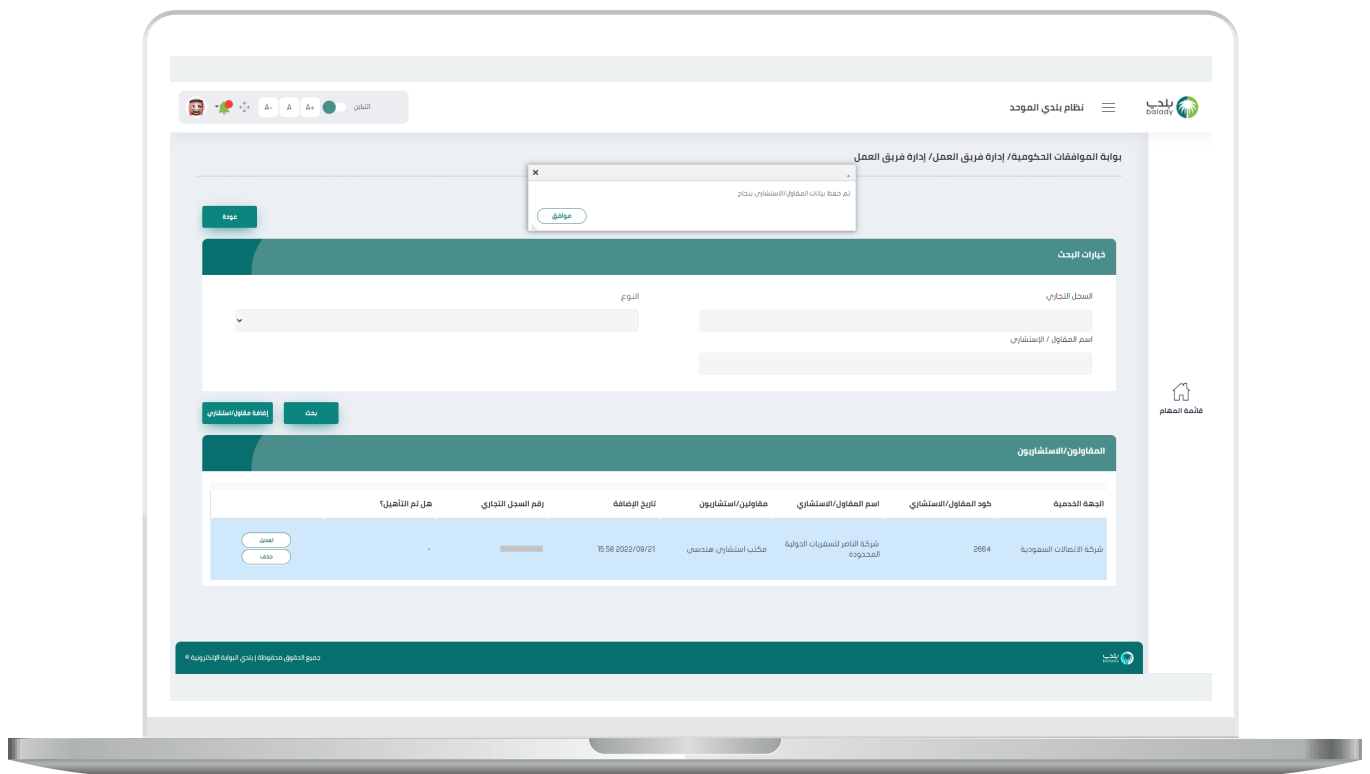 بلدي
balady
نظام بلدي الموحد
التباين
A+
A
A-
بوابة الموافقات الحكومية/ إدارة فريق العمل/ إدارة فريق العمل
×
تم حفظ بيانات المقاول/الاستشاري بنجاح
موافق
عودة
خيارات البحث
السجل التجاري
النوع
اسم المقاول / الإستشاري
بحث
إضافة مقاول/استشاري
قائمة المهام
المقاولون/الاستشاريون
الجهة الخدمية كود المقاول/الاستشاري اسم المقاول/الاستشاري مقاولين/استشاريون تاريخ الإضافة رقم السجل التجاري هل تم التأهيل؟
شركة الاتصالات السعودية 2664 شركة الناصر للسفريات الدولية المحدودة مكتب استشاري هندسي 2022/09/21 15:58 -
تعديل
حذف
بلدي
balady
جميع الحقوق محفوظة | بلدي البوابة الإلكترونية ©